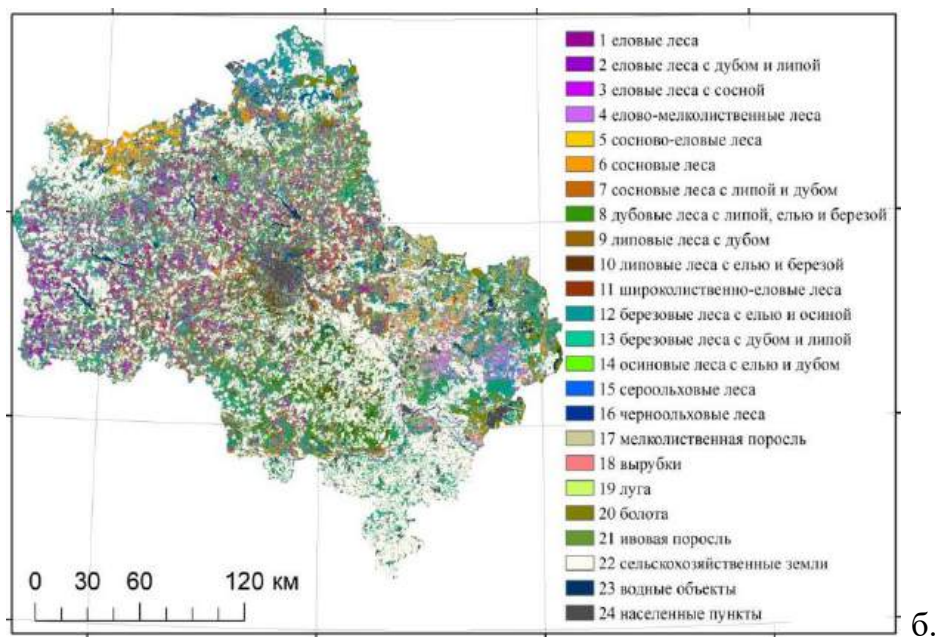 1 еловые леса
2 еловые леса с дубом и липой
3 еловые леса с сосной
4 елово-мелколиственные леса
5 сосново-еловые леса
6 сосновые леса
7 сосновые леса с липой и дубом
8 дубовые леса с липой, елью и березой
9 липовые леса с дубом
10 липовые леса с елью и березой
11 широколиственно-еловые леса
12 березовые леса с елью и осиной
13 березовые леса с дубом и липой
14 осиновые леса с елью и дубом
15 сероольховые леса
16 черноольховые леса
17 мелколиственная поросль
18 вырубки
19 луга
20 болота
21 ивовая поросль
22 сельскохозяйственные земли
23 водные объекты
24 населенные пункты
0 30 60 120 км
б.